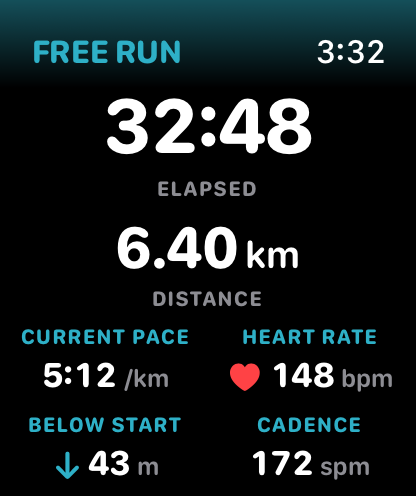 FREE RUN 3:32
32:48
ELAPSED
6.40 km
DISTANCE
CURRENT PACE HEART RATE
5:12 /km 148 bpm
BELOW START CADENCE
43 m 172 spm